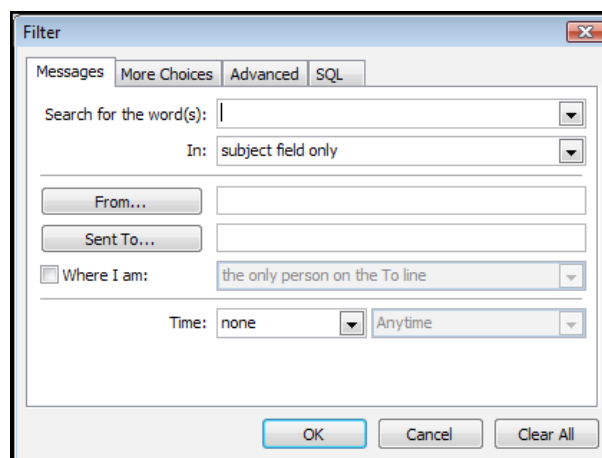 Filter
Messages More Choices Advanced SQL
Search for the word(s):
In: subject field only
From...
Sent To...
Where I am: the only person on the To line
Time: none Anytime
OK Cancel Clear All